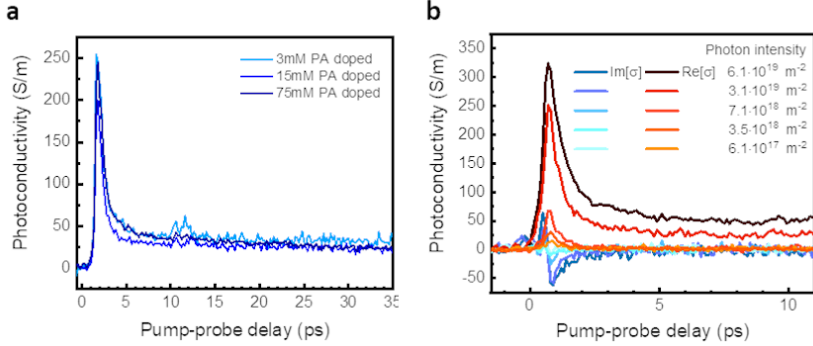 a
Photoconductivity (S/m)
250
200
150
100
50
0
3mM PA doped
15mM PA doped
75mM PA doped
0 5 10 15 20 25 30 35
Pump-probe delay (ps)
b
Photoconductivity (S/m)
350
300
250
200
150
100
50
0
-50
Photon intensity
Im[σ] Re[σ] 6.1·10¹⁹ m⁻²
3.1·10¹⁹ m⁻²
7.1·10¹⁸ m⁻²
3.5·10¹⁸ m⁻²
6.1·10¹⁷ m⁻²
0 5 10
Pump-probe delay (ps)